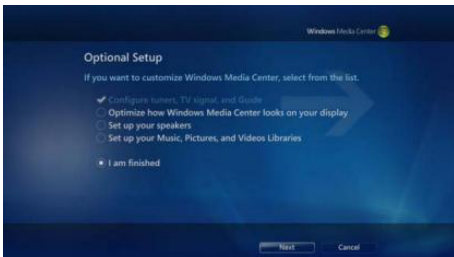 Windows Media Center
Optional Setup
If you want to customize Windows Media Center, select from the list.
Configure tuners, TV signal, and Guide
Optimize how Windows Media Center looks on your display
Set up your speakers
Set up your Music, Pictures, and Videos Libraries
I am finished
Next Cancel